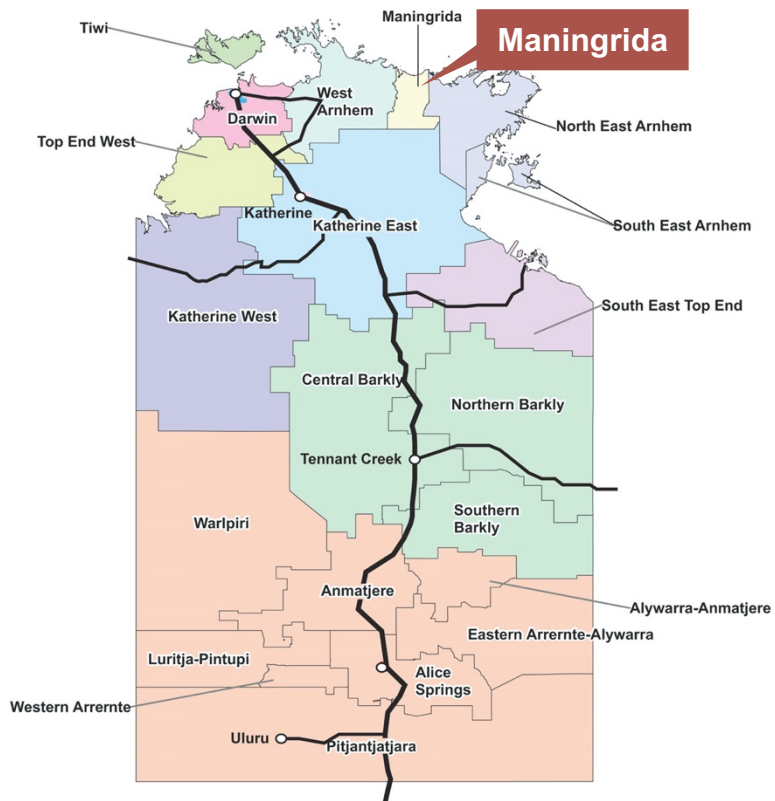 Maningrida
Tiwi
Maningrida
West
Arnhem
Darwin
North East Arnhem
Top End West
Katherine
Katherine East
South East Arnhem
South East Top End
Katherine West
Central Barkly
Northern Barkly
Tennant Creek
Southern
Barkly
Warlpiri
Anmatjere
Alywarra-Anmatjere
Eastern Arrernte-Alywarra
Luritja-Pintupi
Alice
Springs
Western Arrernte
Uluru
Pitjantjatjara